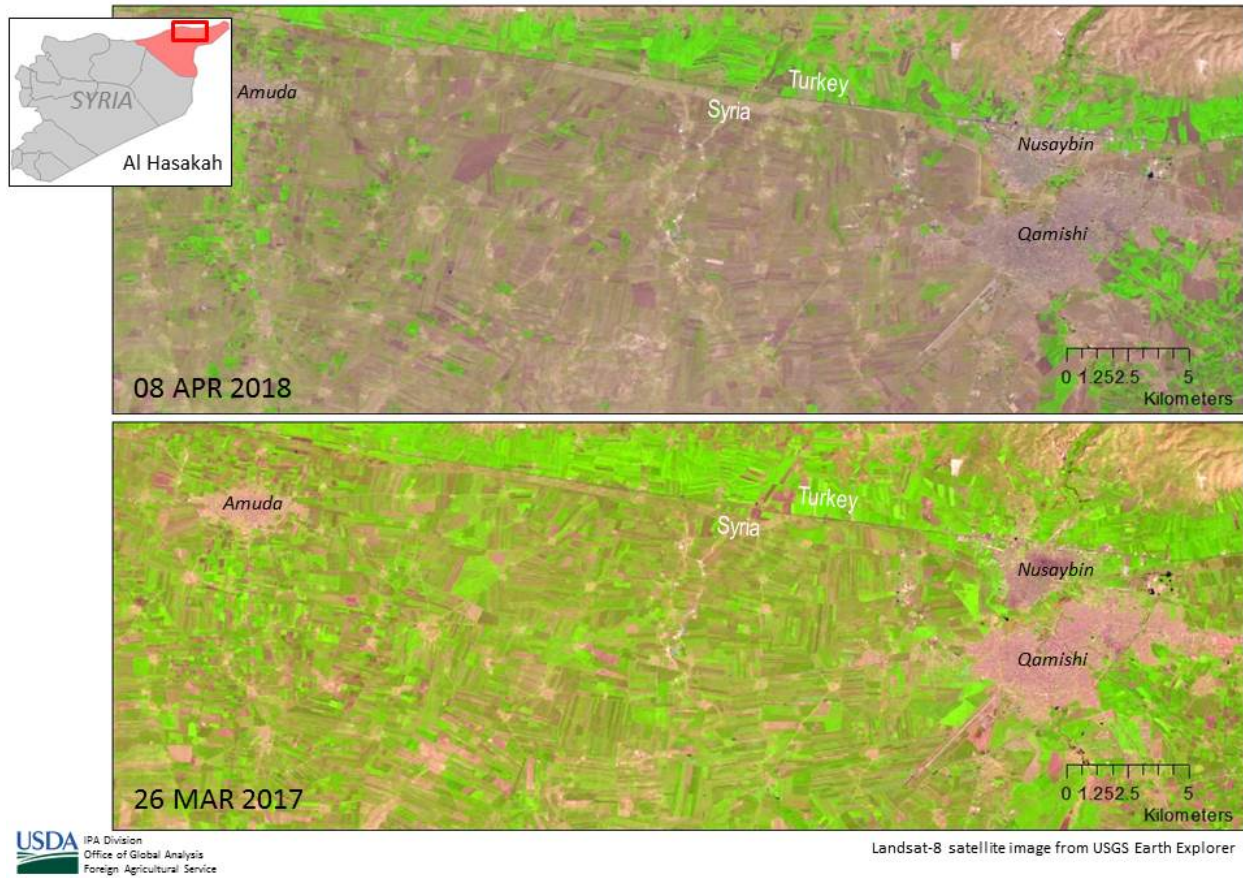 SYRIA
Al Hasakah
Amuda
Turkey
Syria
Nusaybin
Qamishi
08 APR 2018
0 1.252.5 5
Kilometers
Amuda
Turkey
Syria
Nusaybin
Qamishi
26 MAR 2017
0 1.252.5 5
Kilometers
USDA
IPA Division
Office of Global Analysis
Foreign Agricultural Service
Landsat-8 satellite image from USGS Earth Explorer